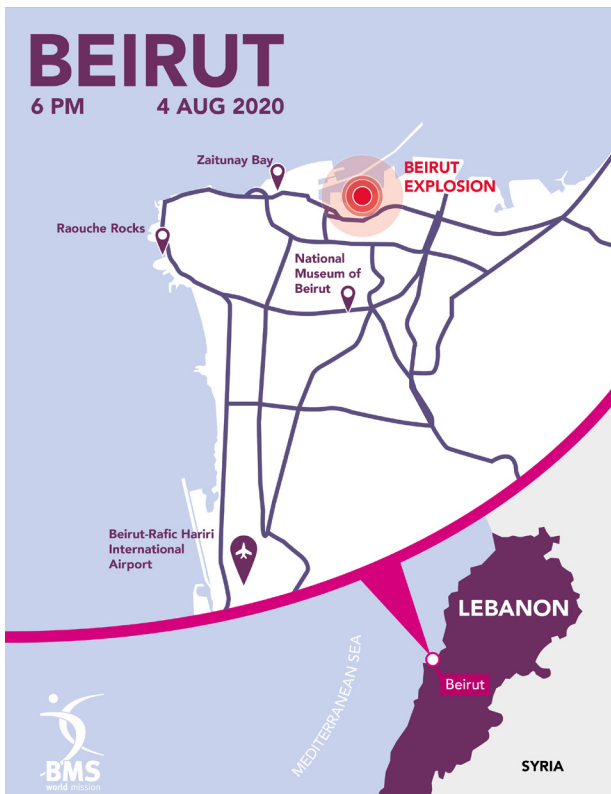 BEIRUT
6 PM 4 AUG 2020
Zaitunay Bay
BEIRUT
EXPLOSION
Raouche Rocks
National
Museum of
Beirut
Beirut-Rafic Hariri
International
Airport
LEBANON
Beirut
MEDITERRANEAN SEA
SYRIA
BMS
world mission